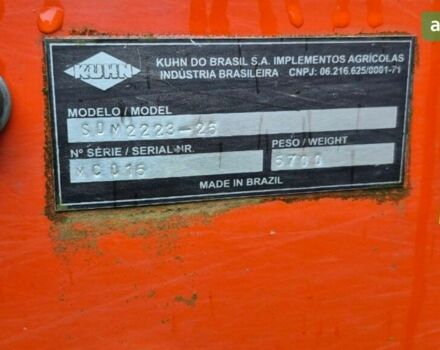 KUHN
KUHN DO BRASIL S.A. IMPLEMENTOS AGRÍCOLAS
INDÚSTRIA BRASILEIRA CNPJ: 06.216.625/0001-71
MODELO / MODEL
SDM2223-25
Nº SÉRIE / SERIAL NR.
MC015
PESO / WEIGHT
5700
MADE IN BRAZIL